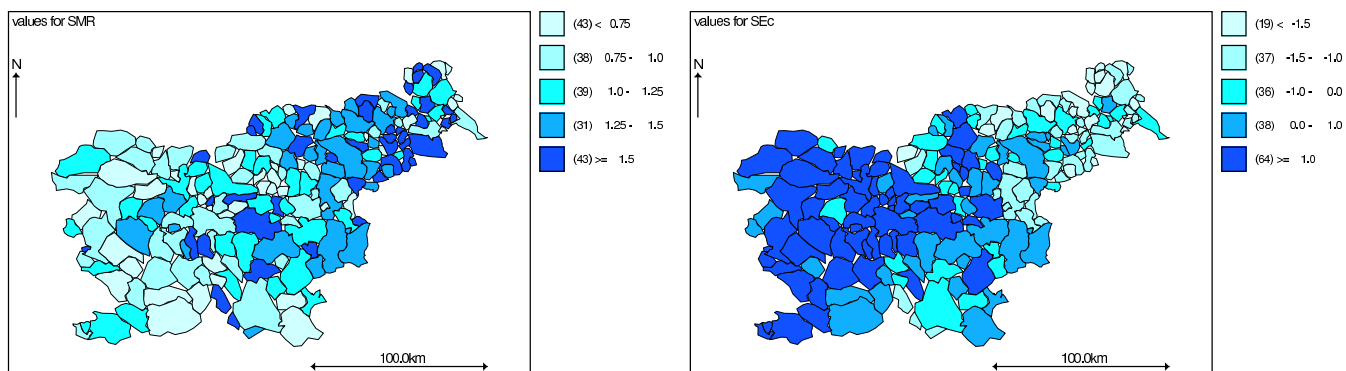 values for SMR
N
100.0km
(43) < 0.75
(38) 0.75 - 1.0
(39) 1.0 - 1.25
(31) 1.25 - 1.5
(43) >= 1.5
values for SEc
N
100.0km
(19) < -1.5
(37) -1.5 - -1.0
(36) -1.0 - 0.0
(38) 0.0 - 1.0
(64) >= 1.0